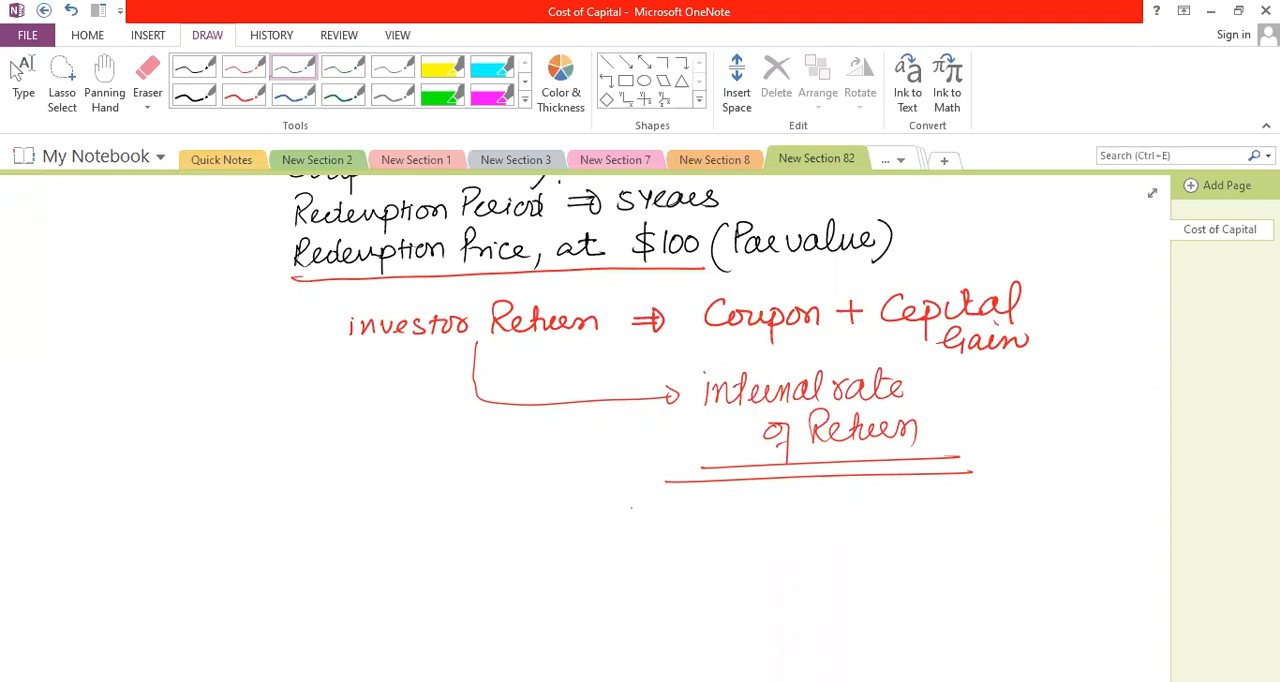 Cost of Capital - Microsoft OneNote
?
Sign in
FILE HOME INSERT DRAW HISTORY REVIEW VIEW
Type
Lasso Select
Panning Hand
Eraser
Color & Thickness
Insert Space
Delete
Arrange
Rotate
Ink to Text
Ink to Math
Tools
Shapes
Edit
Convert
My Notebook
Quick Notes
New Section 2
New Section 1
New Section 3
New Section 7
New Section 8
New Section 82
...
Search (Ctrl+E)
Add Page
Cost of Capital
Redemption Period ⇒ 5 years
Redemption Price, at $100 (Par value)
investor Return ⇒ Coupon + Capital
Gain
internal rate
of Return